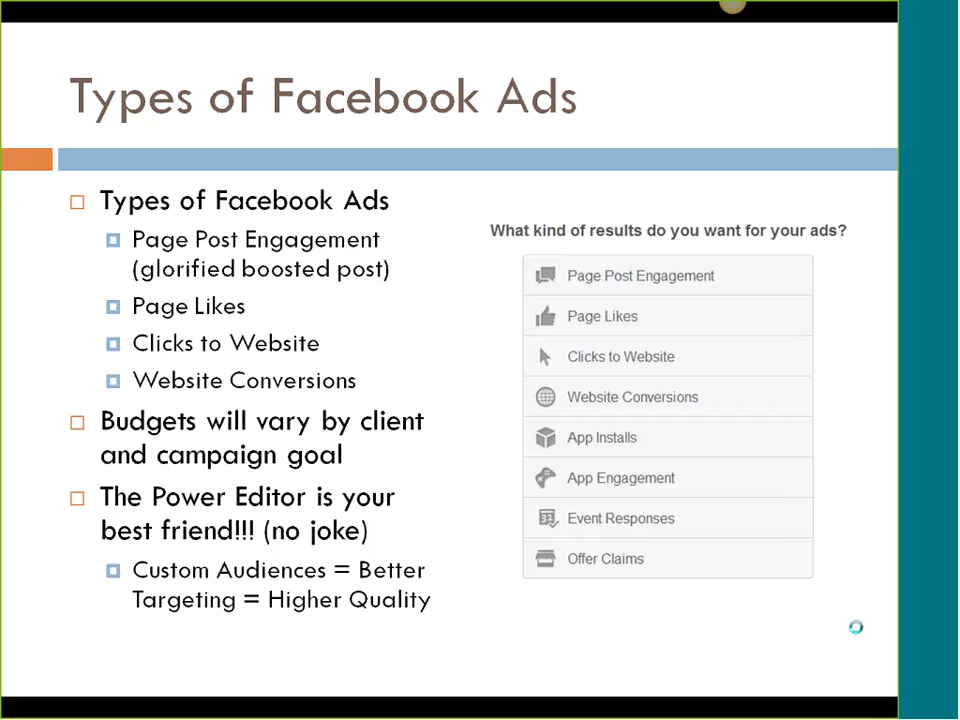 Types of Facebook Ads
Types of Facebook Ads
Page Post Engagement
(glorified boosted post)
Page Likes
Clicks to Website
Website Conversions
Budgets will vary by client
and campaign goal
The Power Editor is your
best friend!!! (no joke)
Custom Audiences = Better
Targeting = Higher Quality
What kind of results do you want for your ads?
Page Post Engagement
Page Likes
Clicks to Website
Website Conversions
App Installs
App Engagement
31 Event Responses
Offer Claims